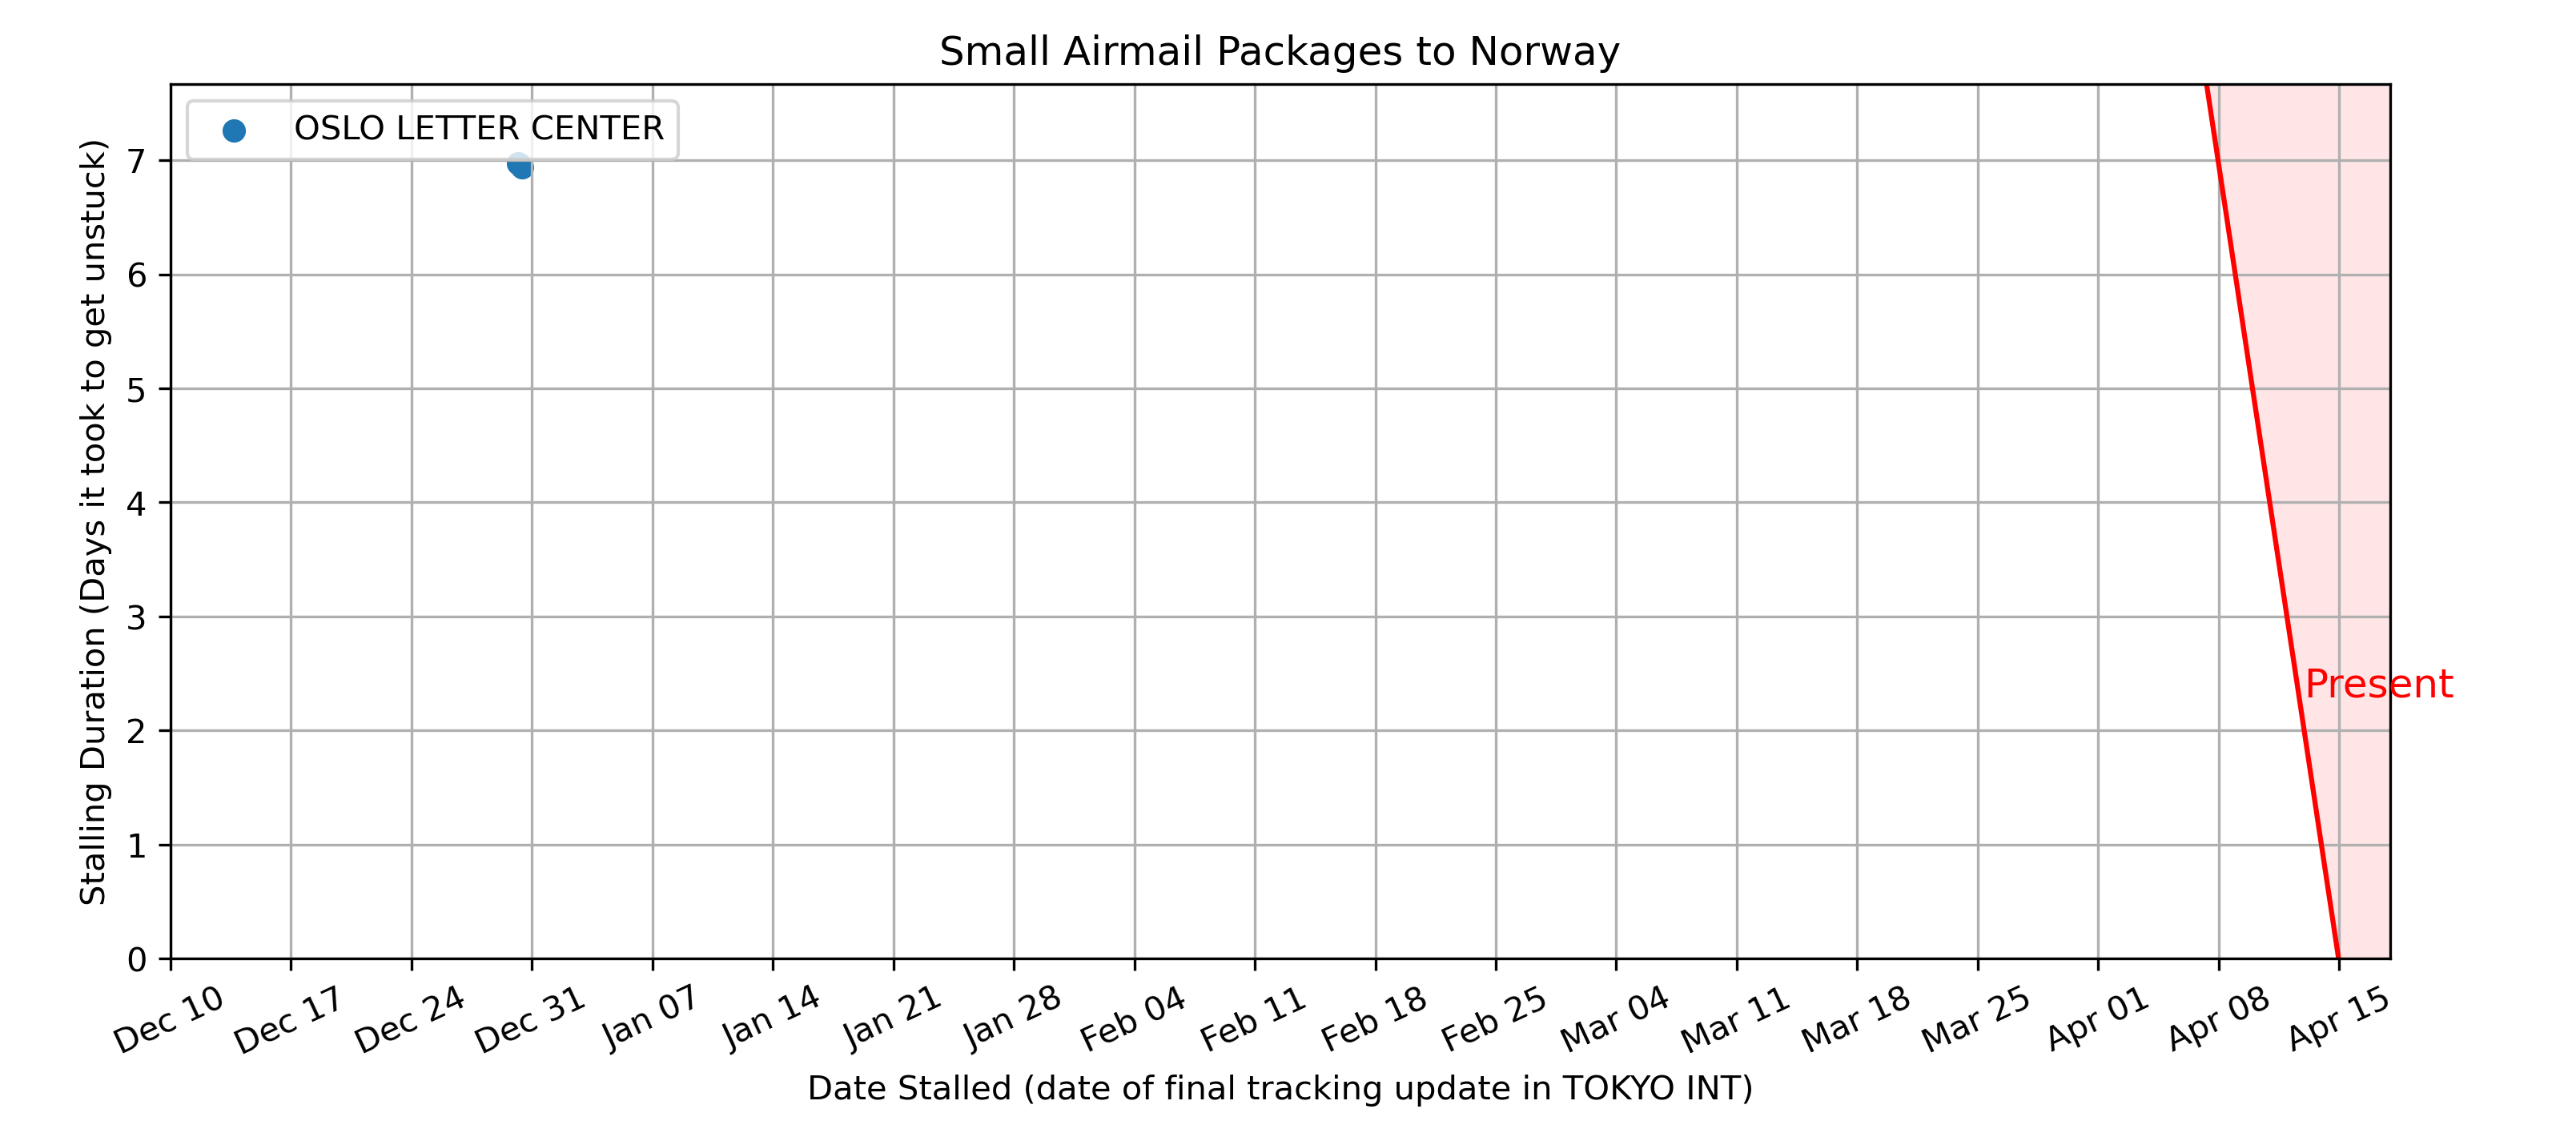 Small Airmail Packages to Norway
OSLO LETTER CENTER
Stalling Duration (Days it took to get unstuck)
7
6
5
4
3
2
1
0
Present
Dec 10
Dec 17
Dec 24
Dec 31
Jan 07
Jan 14
Jan 21
Jan 28
Feb 04
Feb 11
Feb 18
Feb 25
Mar 04
Mar 11
Mar 18
Mar 25
Apr 01
Apr 08
Apr 15
Date Stalled (date of final tracking update in TOKYO INT)